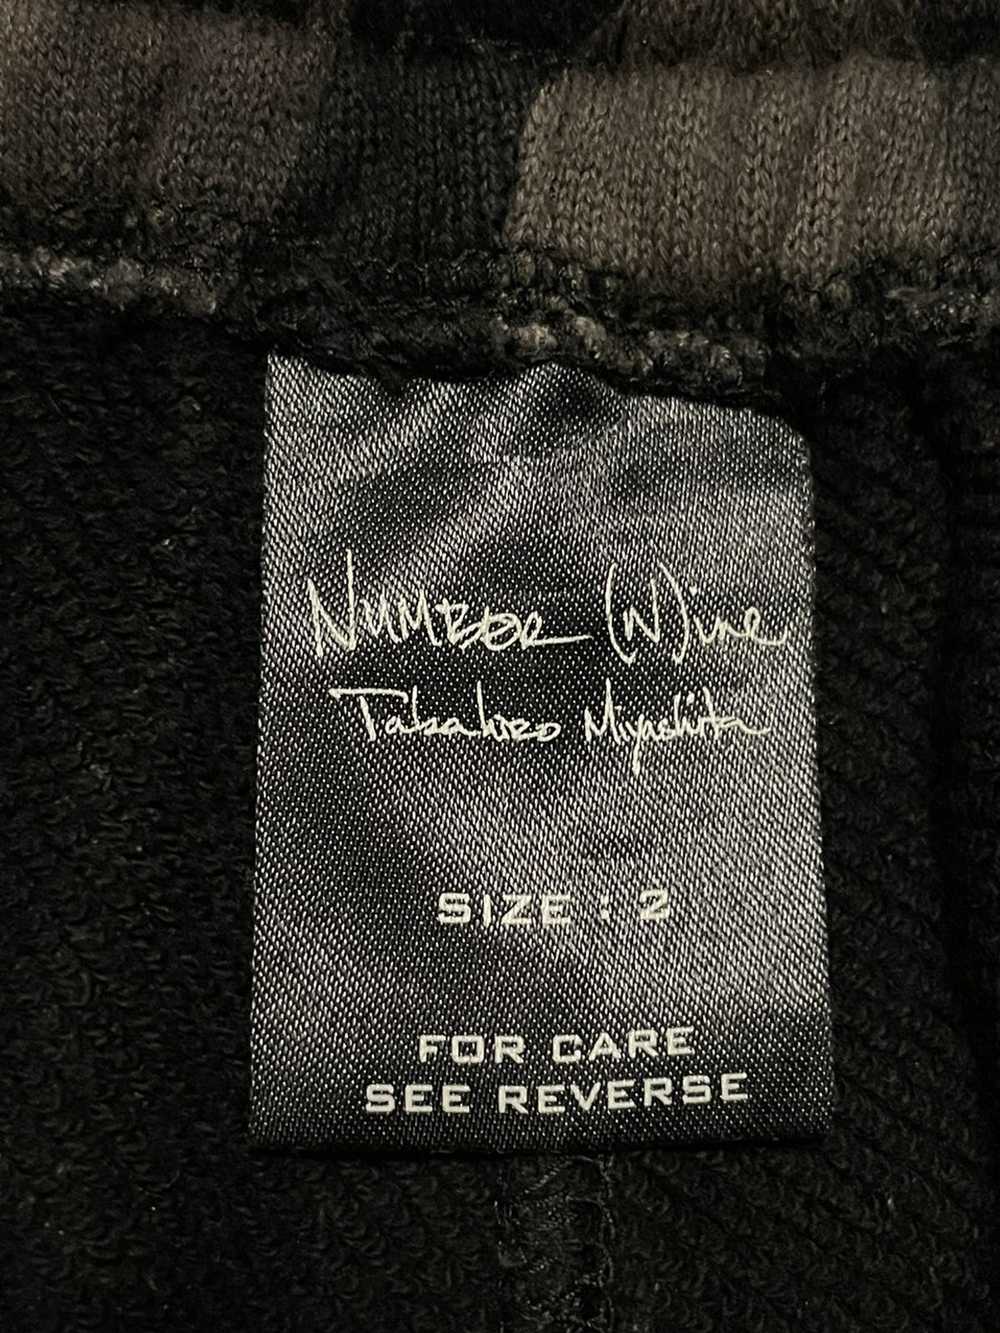 NUMBER (N)ine
Takahiro Miyashita
SIZE : 2
FOR CARE
SEE REVERSE